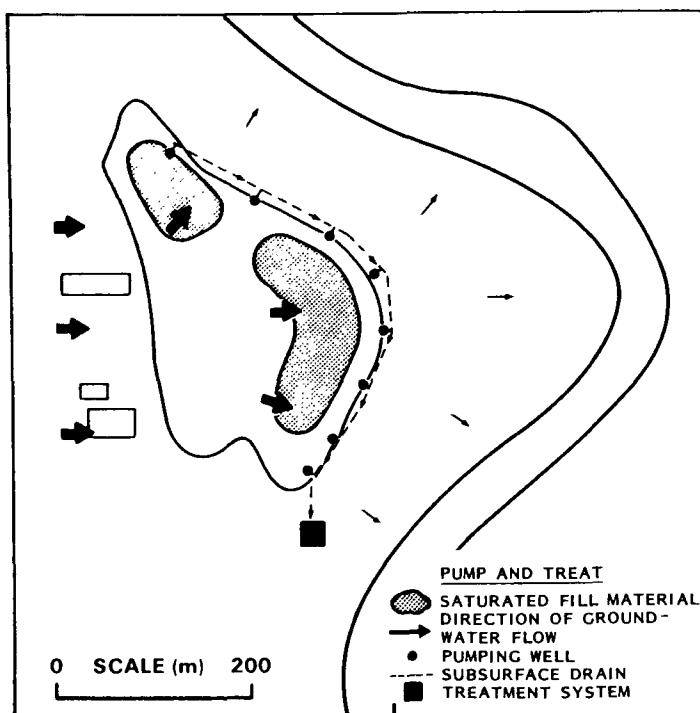 PUMP AND TREAT
SATURATED FILL MATERIAL
DIRECTION OF GROUND-
WATER FLOW
PUMPING WELL
SUBSURFACE DRAIN
TREATMENT SYSTEM
0 SCALE (m) 200